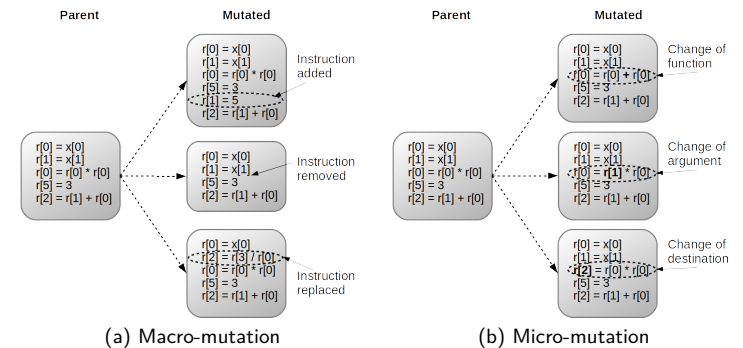 Parent
Mutated
r[0] = x[0]
r[1] = x[1]
r[0] = r[0] * r[0]
r[5] = 3
r[1] = 5
r[2] = r[1] + r[0]
Instruction
added
r[0] = x[0]
r[1] = x[1]
r[0] = r[0] * r[0]
r[5] = 3
r[2] = r[1] + r[0]
r[0] = x[0]
r[1] = x[1]
r[5] = 3
r[2] = r[1] + r[0]
Instruction
removed
r[0] = x[0]
r[2] = r[3] / r[0]
r[0] = r[0] * r[0]
r[5] = 3
r[2] = r[1] + r[0]
Instruction
replaced
(a) Macro-mutation
Parent
Mutated
r[0] = x[0]
r[1] = x[1]
r[0] = r[0] + r[0]
r[5] = 3
r[2] = r[1] + r[0]
Change of
function
r[0] = x[0]
r[1] = x[1]
r[0] = r[0] * r[0]
r[5] = 3
r[2] = r[1] + r[0]
r[0] = x[0]
r[1] = x[1]
r[0] = r[1] * r[0]
r[5] = 3
r[2] = r[1] + r[0]
Change of
argument
r[0] = x[0]
r[1] = x[1]
r[2] = r[0] * r[0]
r[5] = 3
r[2] = r[1] + r[0]
Change of
destination
(b) Micro-mutation